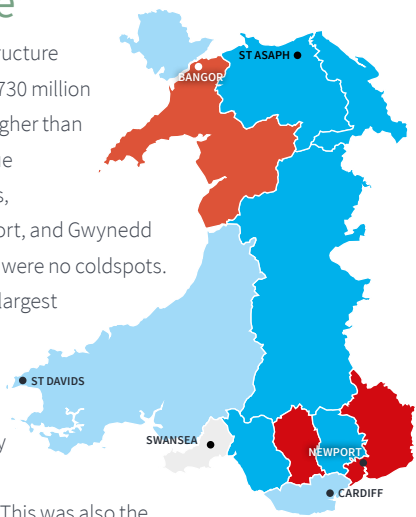 ructure
730 million
gher than
s,
ort, and Gwynedd
were no coldspots.
largest
y
This was also the
BANGOR
ST ASAPH
ST DAVIDS
SWANSEA
NEWPORT
CARDIFF